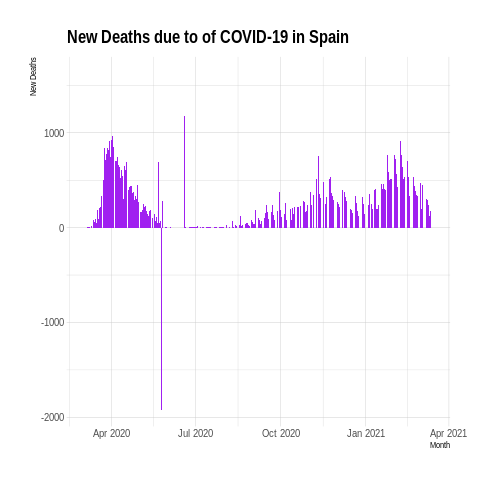 New Deaths due to of COVID-19 in Spain
New Deaths
1000
0
-1000
-2000
Apr 2020
Jul 2020
Oct 2020
Jan 2021
Apr 2021
Month